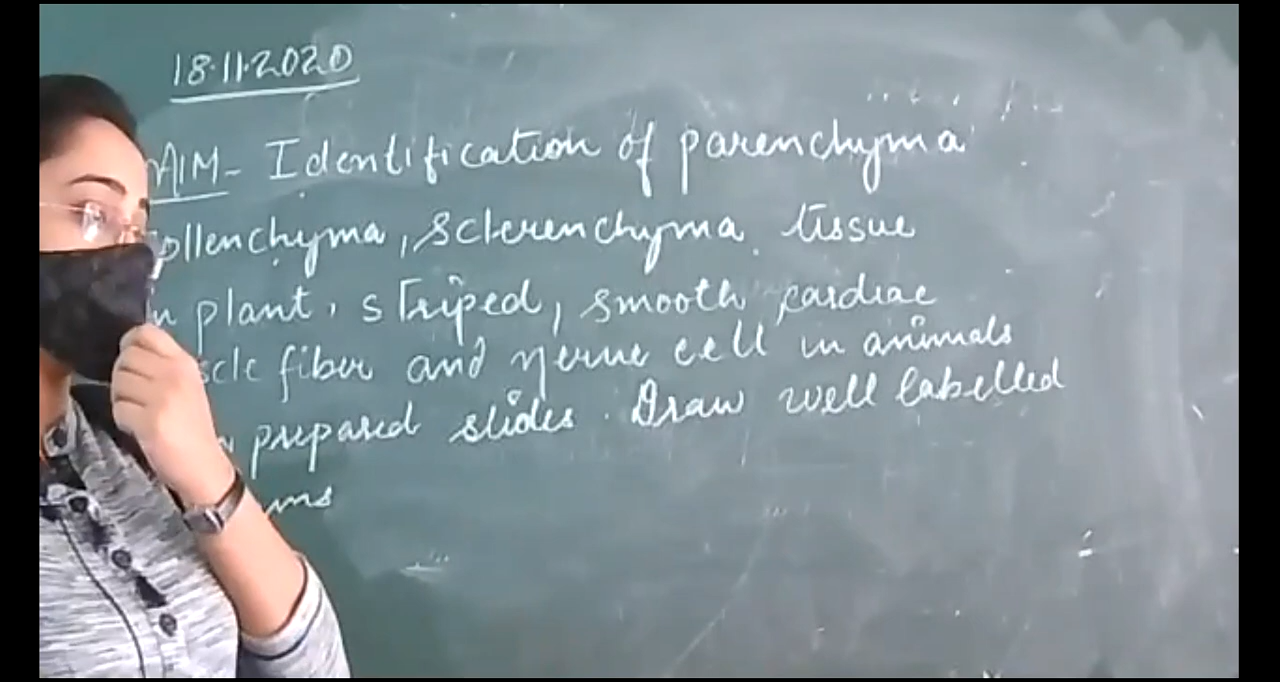 18.11.2020
AIM- Identification of parenchyma
ollenchyma, sclerenchyma tissue
n plant, striped, smooth, cardiac
scle fiber and nerve cell in animals
prepared slides. Draw well labelled
ms